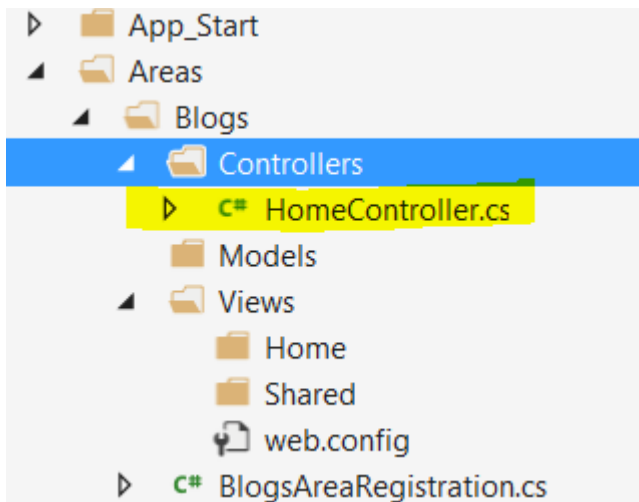 App_Start
Areas
Blogs
Controllers
C# HomeController.cs
Models
Views
Home
Shared
web.config
C# BlogsAreaRegistration.cs